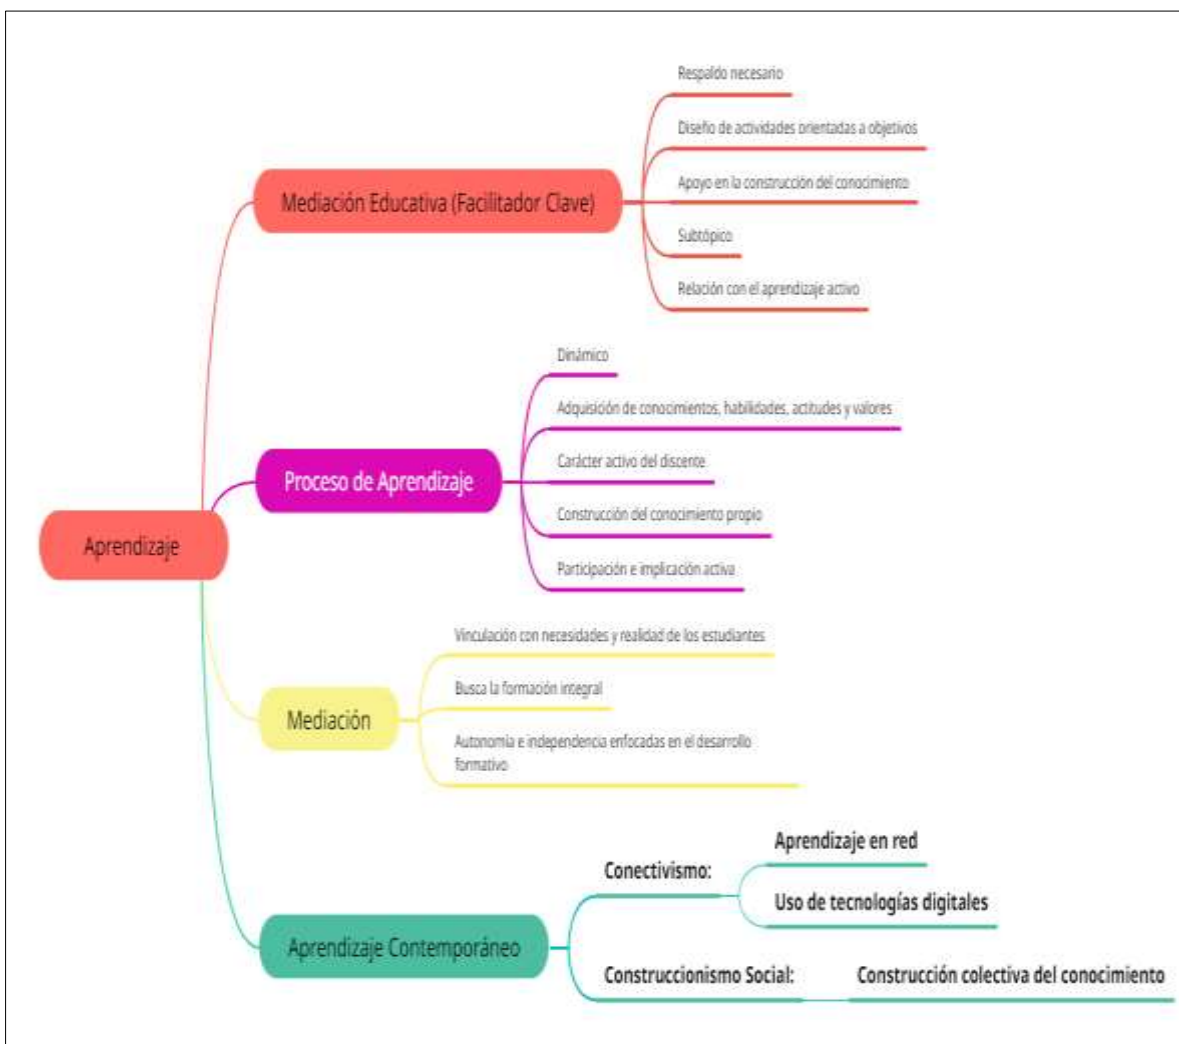 Aprendizaje
Mediación Educativa (Facilitador Clave)
Respaldo necesario
Diseño de actividades orientadas a objetivos
Apoyo en la construcción del conocimiento
Subtópico
Relación con el aprendizaje activo
Proceso de Aprendizaje
Dinámico
Adquisición de conocimientos, habilidades, actitudes y valores
Carácter activo del discente
Construcción del conocimiento propio
Participación e implicación activa
Mediación
Vinculación con necesidades y realidad de los estudiantes
Busca la formación integral
Autonomía e independencia enfocadas en el desarrollo
formativo
Aprendizaje Contemporáneo
Conectivismo:
Aprendizaje en red
Uso de tecnologías digitales
Construccionismo Social:
Construcción colectiva del conocimiento